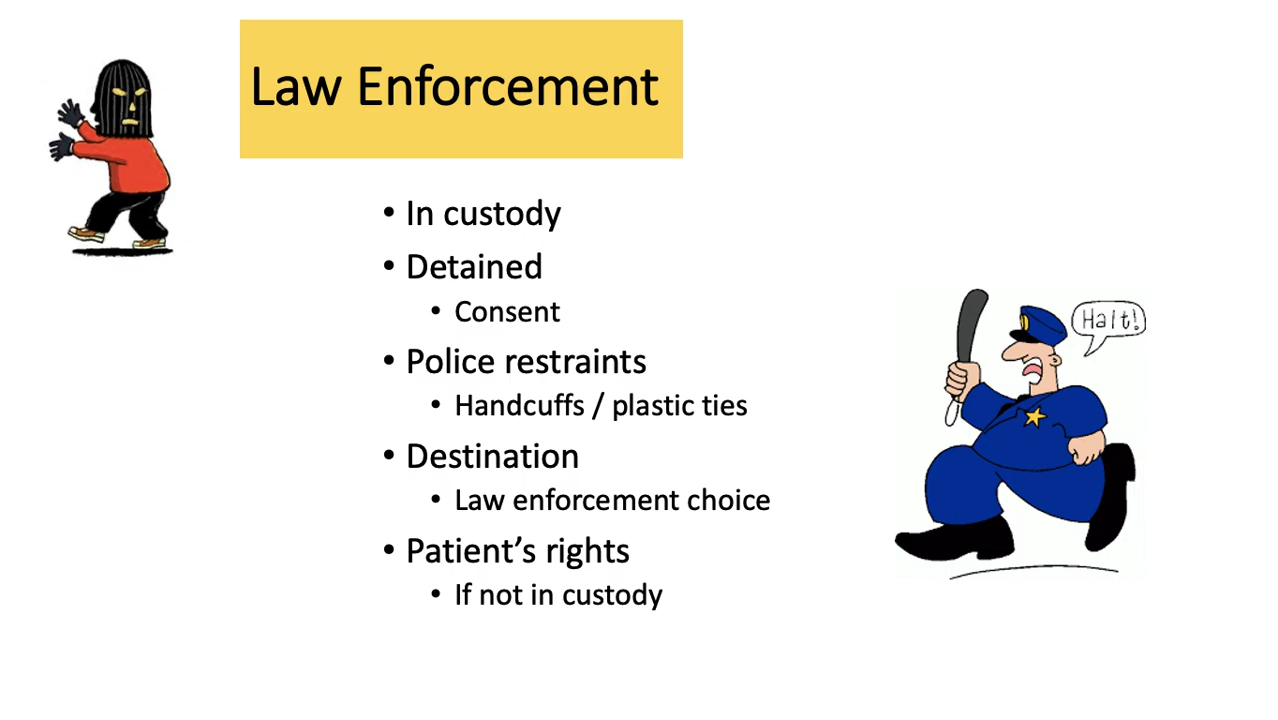 Law Enforcement
• In custody
• Detained
• Consent
• Police restraints
• Handcuffs / plastic ties
• Destination
• Law enforcement choice
• Patient’s rights
• If not in custody
Halt!